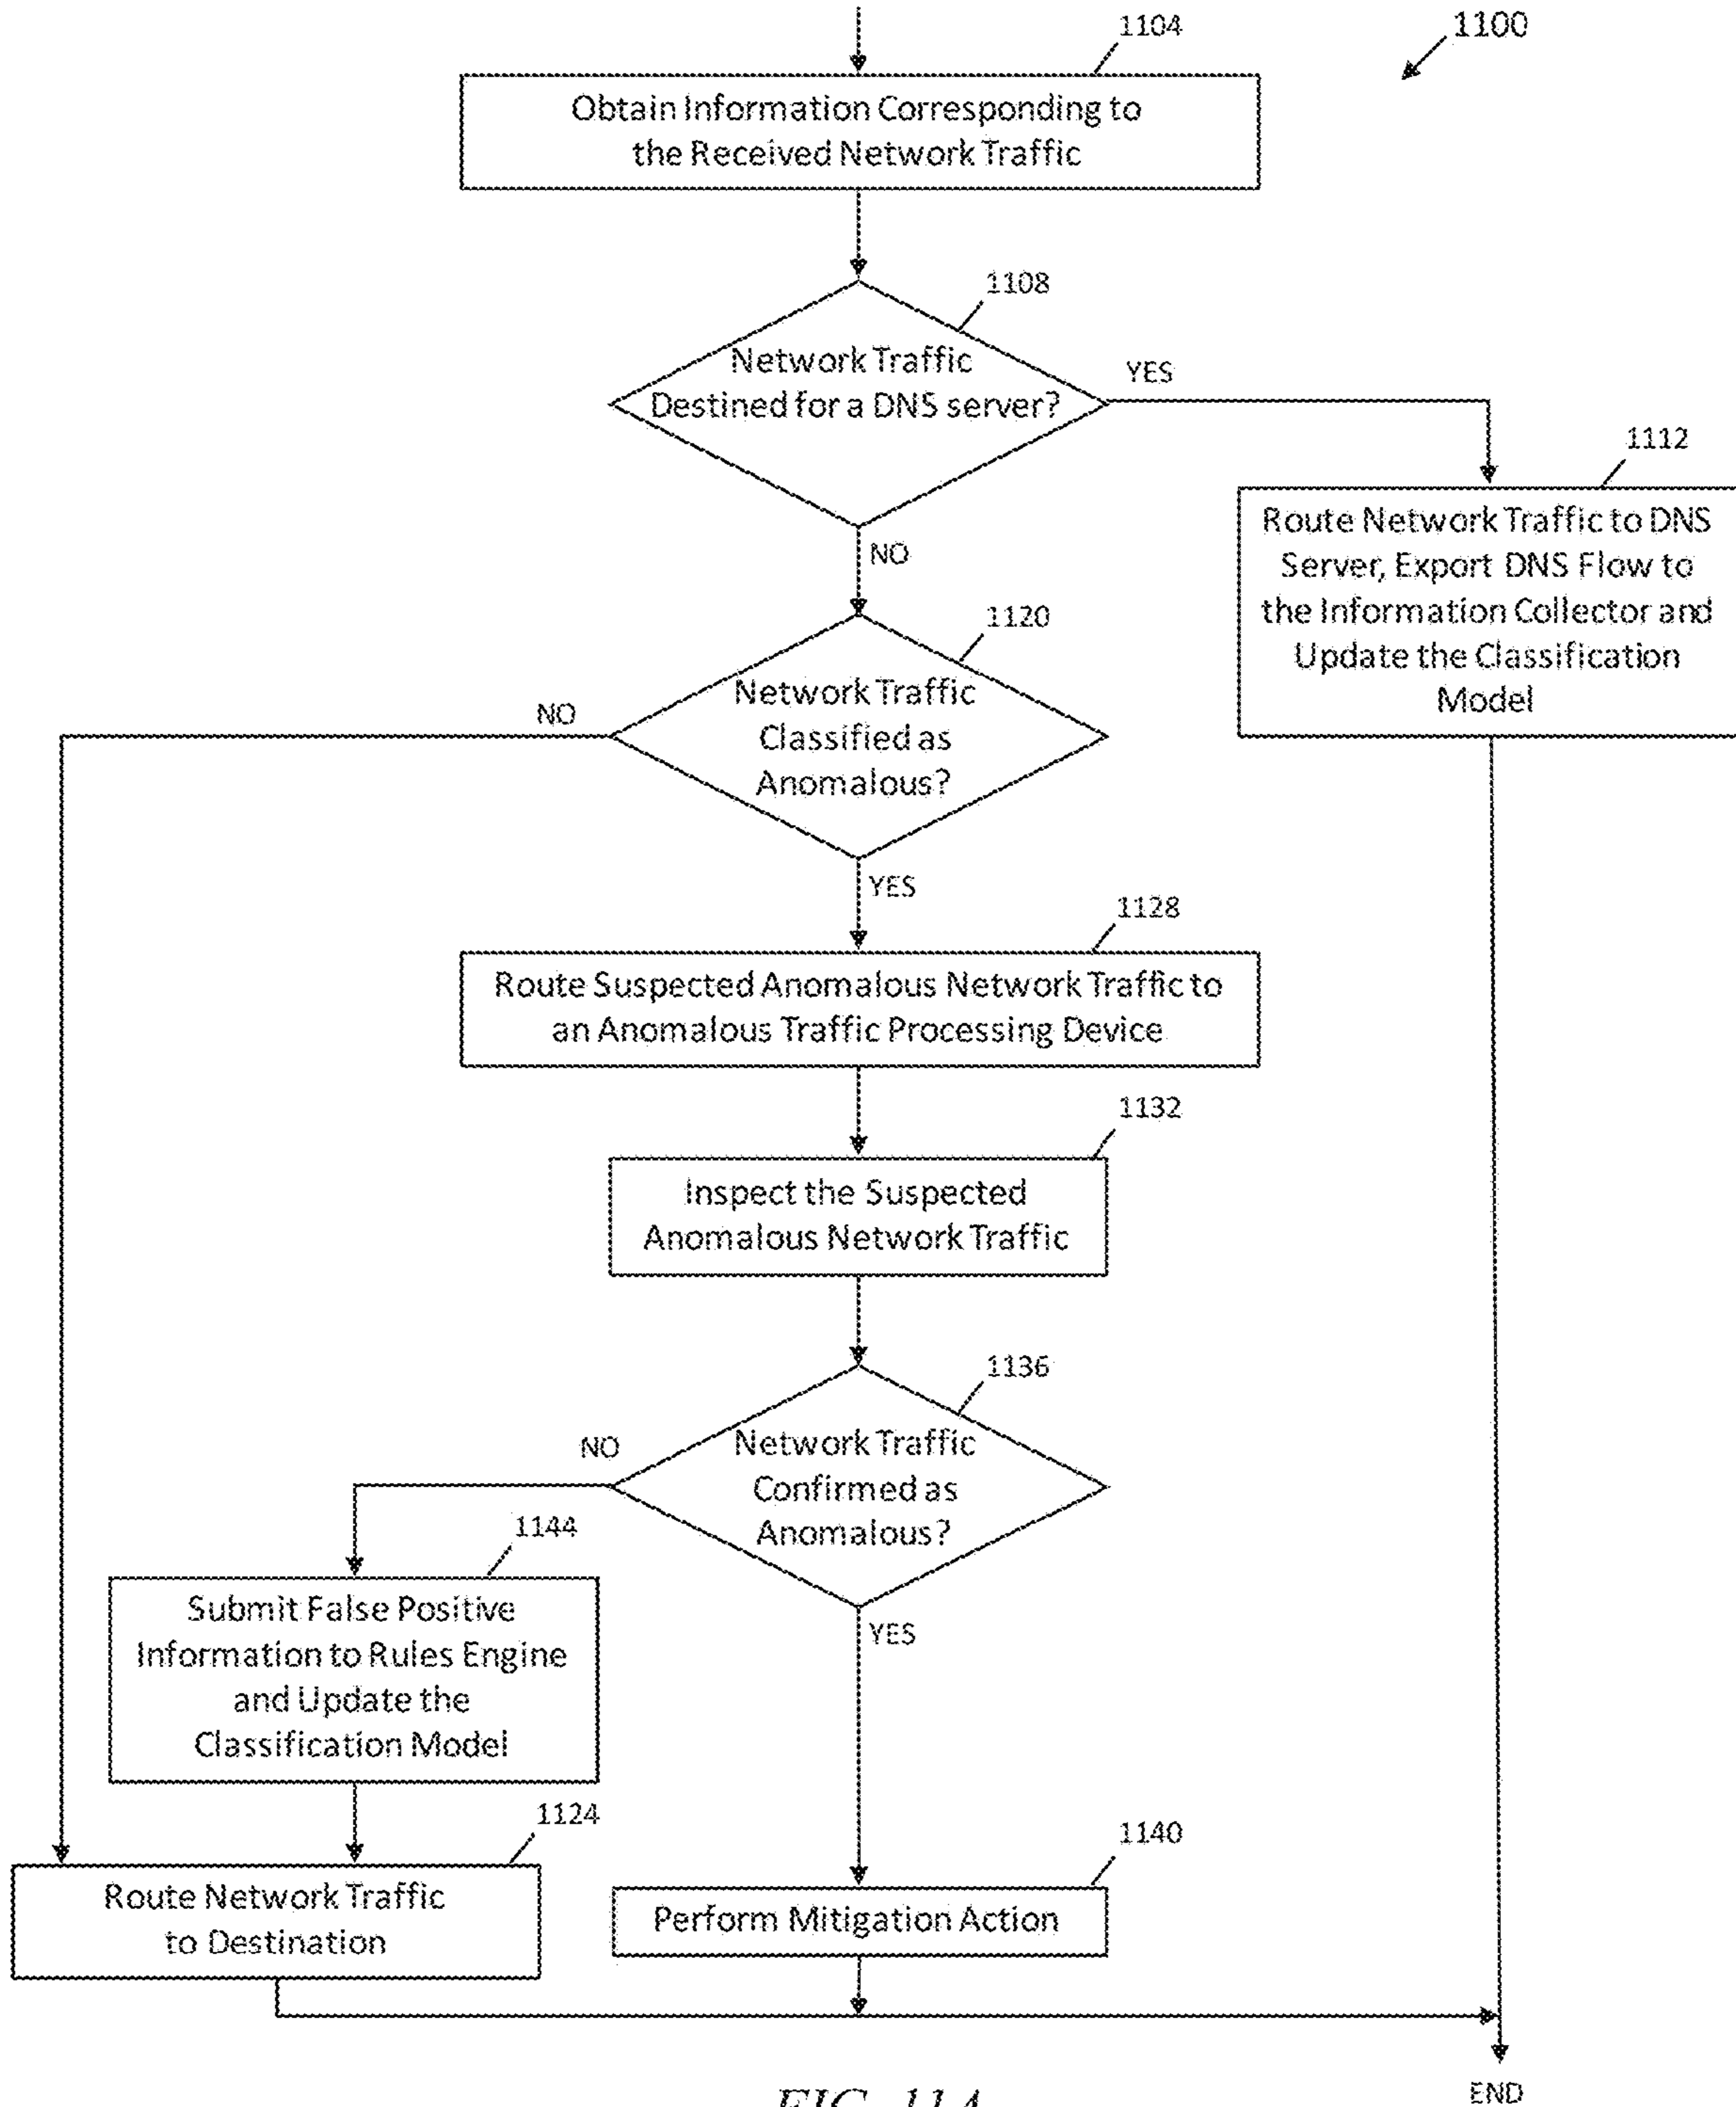 1100
1104
Obtain Information Corresponding to
the Received Network Traffic
1108
Network Traffic
Destined for a DNS server?
YES
NO
1112
Route Network Traffic to DNS
Server, Export DNS Flow to
the Information Collector and
Update the Classification
Model
1120
Network Traffic
Classified as
Anomalous?
NO
YES
1128
Route Suspected Anomalous Network Traffic to
an Anomalous Traffic Processing Device
1132
Inspect the Suspected
Anomalous Network Traffic
1136
Network Traffic
Confirmed as
Anomalous?
NO
YES
1144
Submit False Positive
Information to Rules Engine
and Update the
Classification Model
1124
Route Network Traffic
to Destination
1140
Perform Mitigation Action
END
FIG. 11A